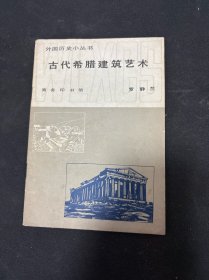 外国历史小丛书
古代希腊建筑艺术
商务印书馆 罗静兰